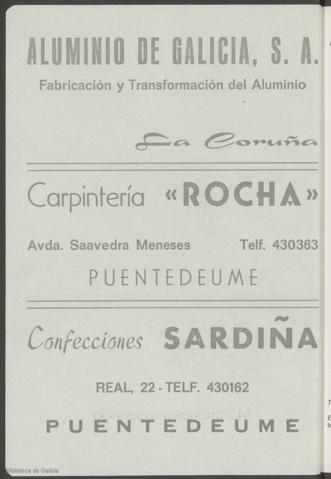 ALUMINIO DE GALICIA, S. A.
Fabricación y Transformación del Aluminio
La Coruña
Carpintería «ROCHA»
Avda. Saavedra Meneses Telf. 430363
PUENTEDEUME
Confecciones SARDIÑA
REAL, 22 - TELF. 430162
PUENTEDEUME
Biblioteca de Galicia